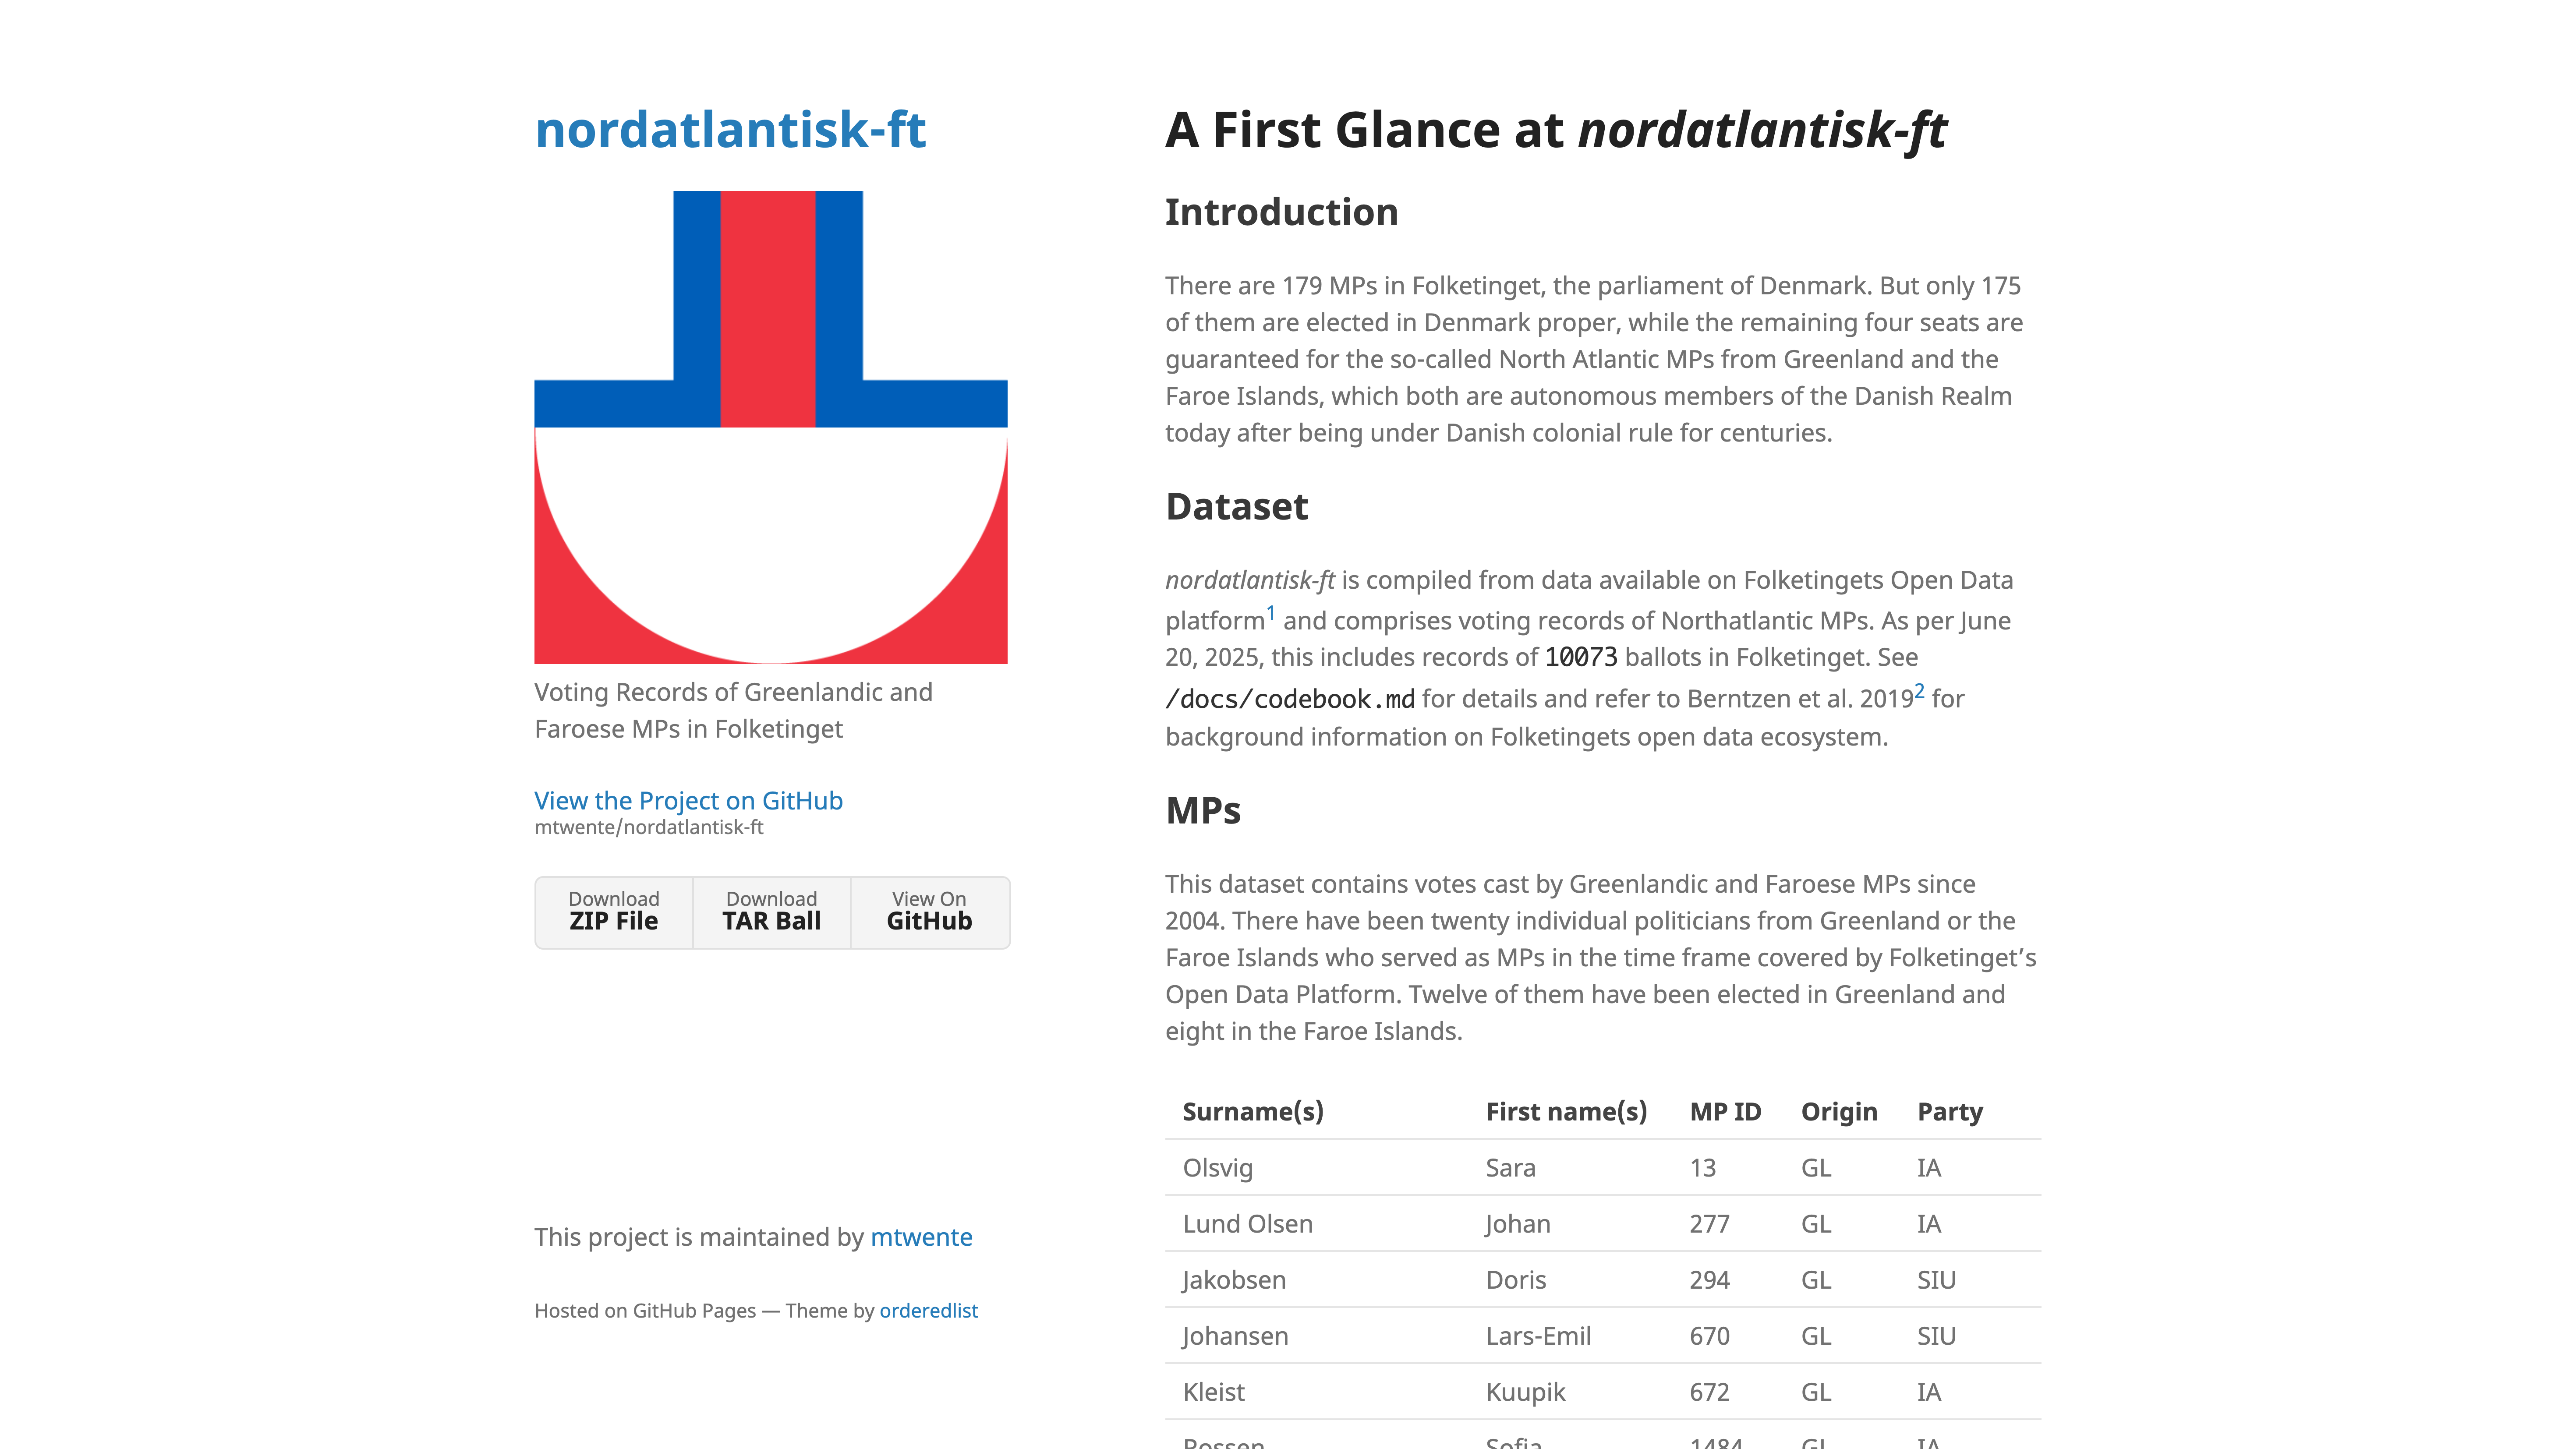 nordatlantisk-ft
Voting Records of Greenlandic and
Faroese MPs in Folketinget
View the Project on GitHub
mtwente/nordatlantisk-ft
Download
ZIP File
Download
TAR Ball
View On
GitHub
This project is maintained by mtwente
Hosted on GitHub Pages — Theme by orderedlist
A First Glance at nordatlantisk-ft
Introduction
There are 179 MPs in Folketinget, the parliament of Denmark. But only 175
of them are elected in Denmark proper, while the remaining four seats are
guaranteed for the so-called North Atlantic MPs from Greenland and the
Faroe Islands, which both are autonomous members of the Danish Realm
today after being under Danish colonial rule for centuries.
Dataset
nordatlantisk-ft is compiled from data available on Folketingets Open Data
platform1 and comprises voting records of Northatlantic MPs. As per June
20, 2025, this includes records of 10073 ballots in Folketinget. See
/docs/codebook.md for details and refer to Berntzen et al. 20192 for
background information on Folketingets open data ecosystem.
MPs
This dataset contains votes cast by Greenlandic and Faroese MPs since
2004. There have been twenty individual politicians from Greenland or the
Faroe Islands who served as MPs in the time frame covered by Folketinget’s
Open Data Platform. Twelve of them have been elected in Greenland and
eight in the Faroe Islands.
Surname(s) First name(s) MP ID Origin Party
Olsvig Sara 13 GL IA
Lund Olsen Johan 277 GL IA
Jakobsen Doris 294 GL SIU
Johansen Lars-Emil 670 GL SIU
Kleist Kuupik 672 GL IA
Rossen Sofia 1484 GL IA